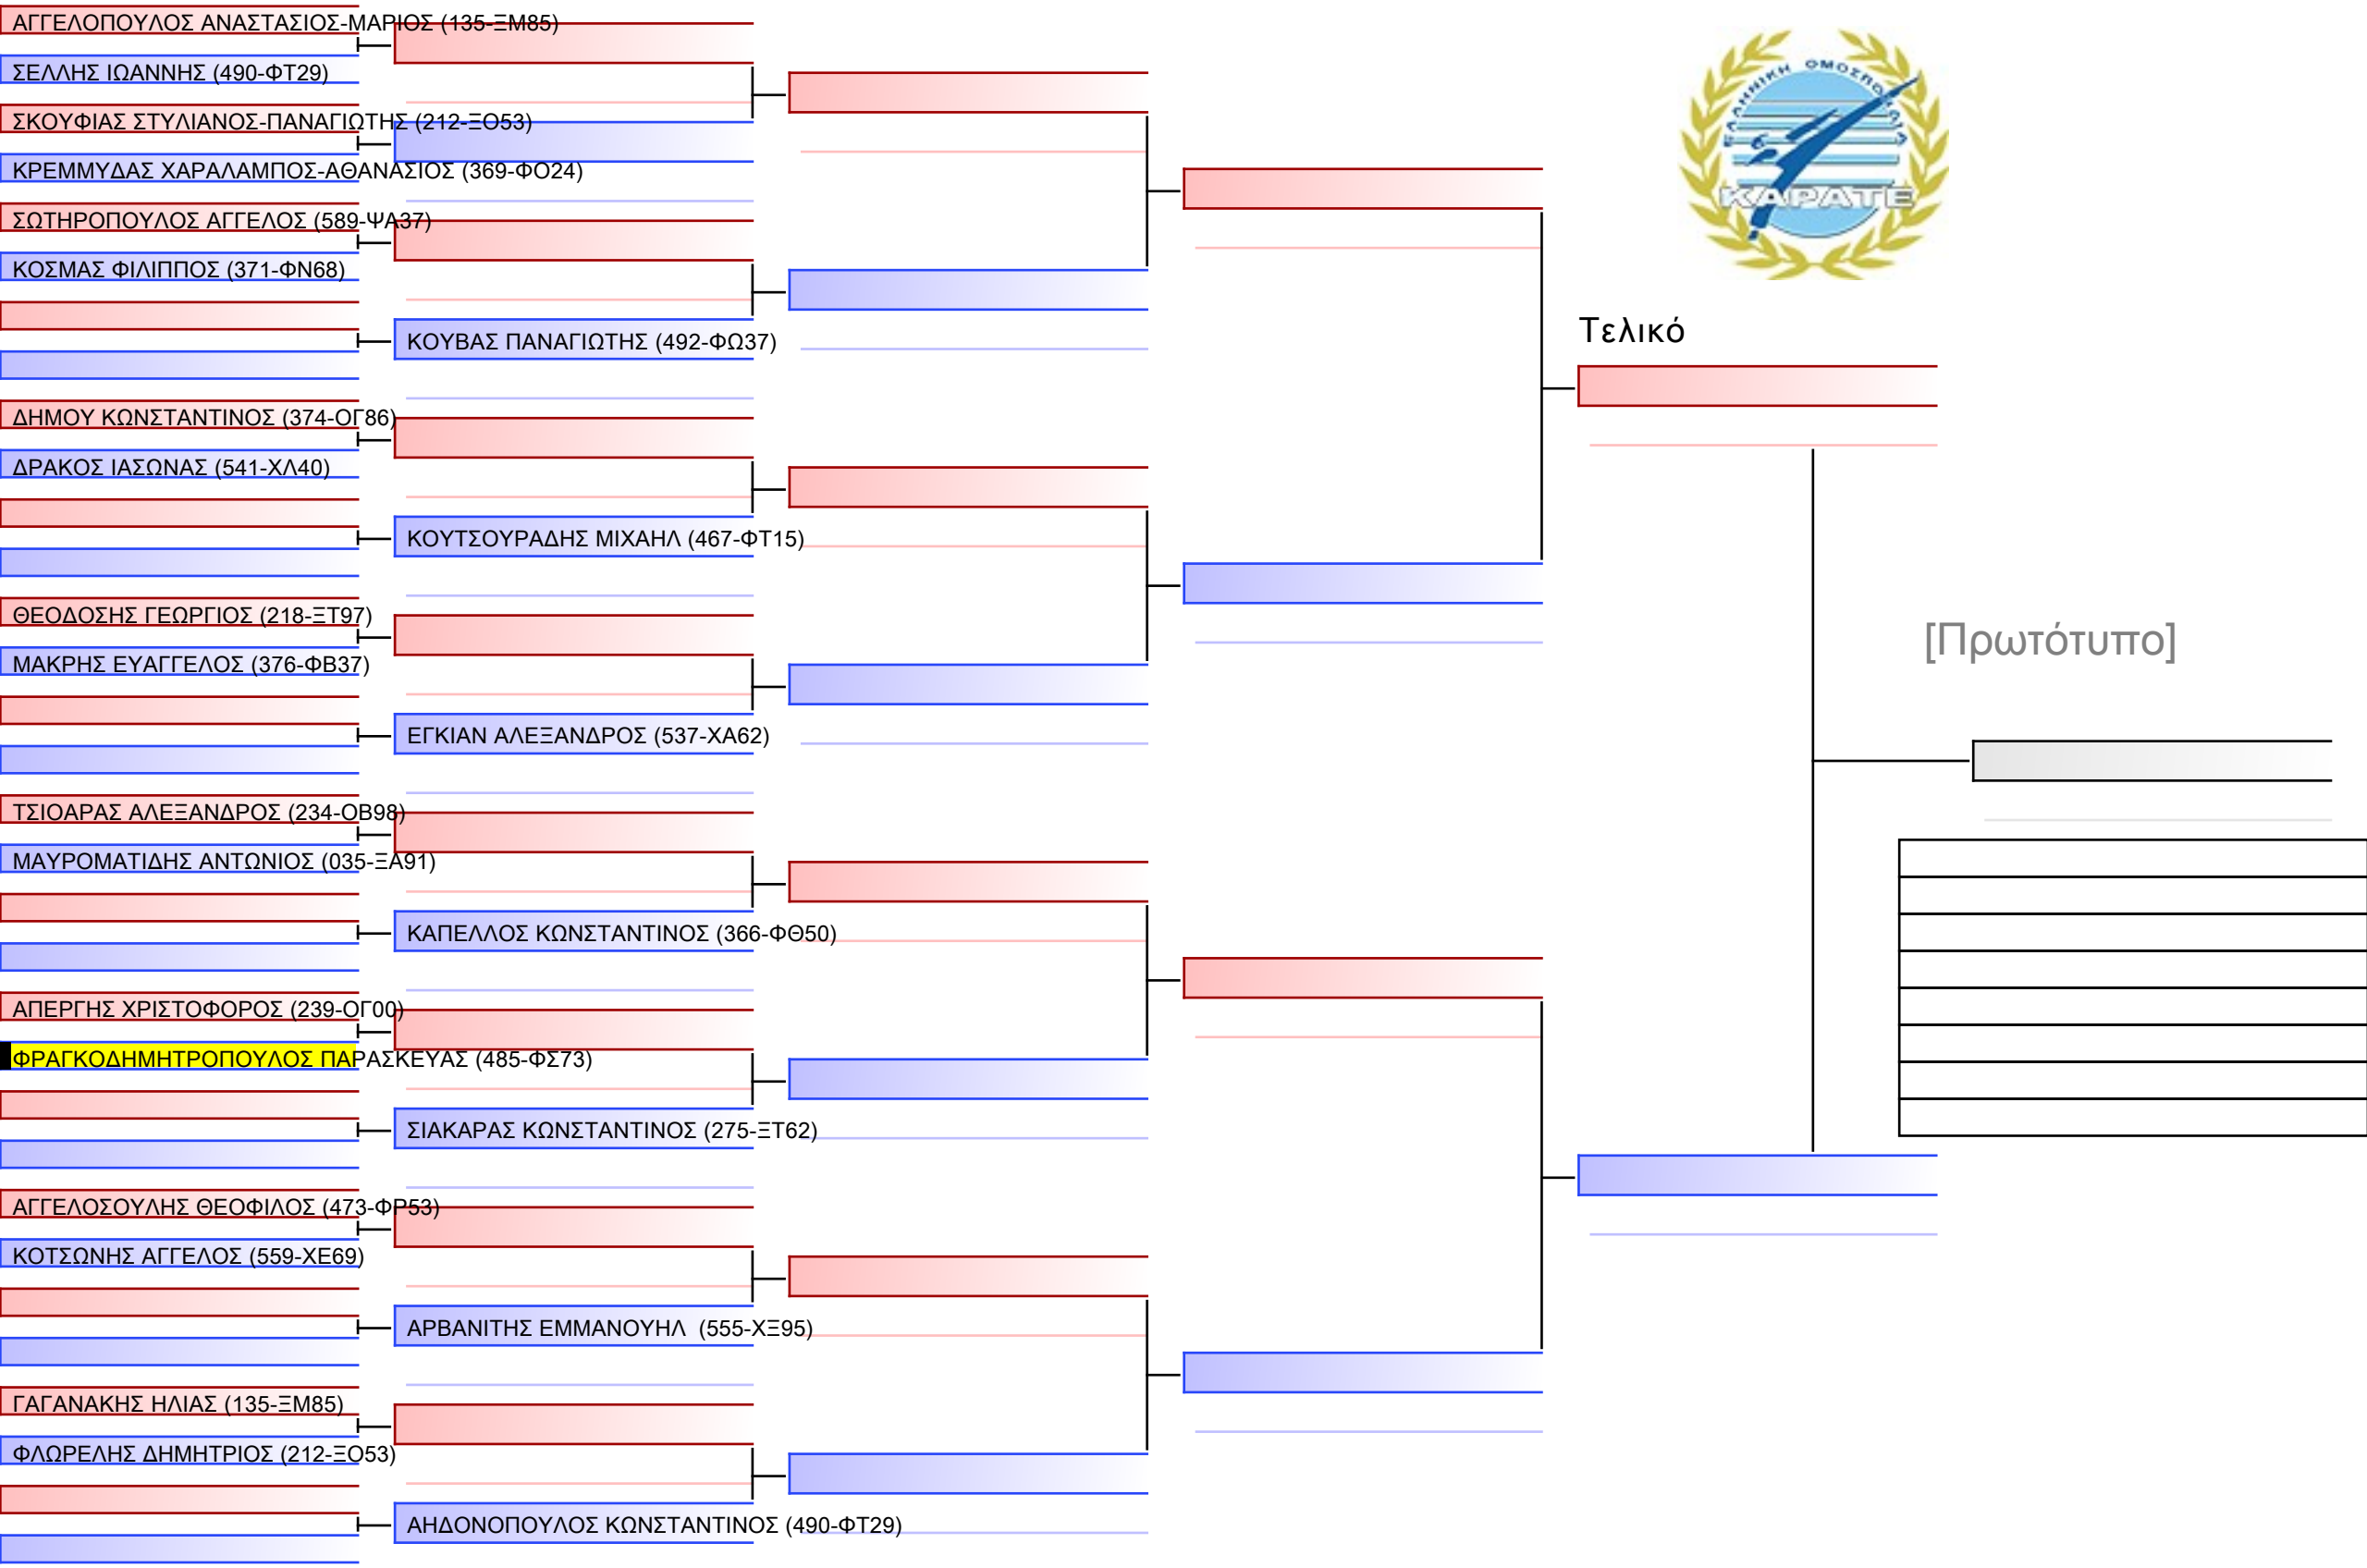 ΑΓΓΕΛΟΠΟΥΛΟΣ ΑΝΑΣΤΑΣΙΟΣ-ΜΑΡΙΟΣ (135-ΞΜ85)
ΣΕΛΛΗΣ ΙΩΑΝΝΗΣ (490-ΦΤ29)
ΣΚΟΥΦΙΑΣ ΣΤΥΛΙΑΝΟΣ-ΠΑΝΑΓΙΩΤΗΣ (212-ΞΟ53)
ΚΡΕΜΜΥΔΑΣ ΧΑΡΑΛΑΜΠΟΣ-ΑΘΑΝΑΣΙΟΣ (369-ΦΟ24)
ΣΩΤΗΡΟΠΟΥΛΟΣ ΑΓΓΕΛΟΣ (589-ΨΑ37)
ΚΟΣΜΑΣ ΦΙΛΙΠΠΟΣ (371-ΦΝ68)
ΚΟΥΒΑΣ ΠΑΝΑΓΙΩΤΗΣ (492-ΦΩ37)
ΔΗΜΟΥ ΚΩΝΣΤΑΝΤΙΝΟΣ (374-ΟΓ86)
ΔΡΑΚΟΣ ΙΑΣΩΝΑΣ (541-ΧΛ40)
ΚΟΥΤΣΟΥΡΑΔΗΣ ΜΙΧΑΗΛ (467-ΦΤ15)
ΘΕΟΔΟΣΗΣ ΓΕΩΡΓΙΟΣ (218-ΞΤ97)
ΜΑΚΡΗΣ ΕΥΑΓΓΕΛΟΣ (376-ΦΒ37)
ΕΓΚΙΑΝ ΑΛΕΞΑΝΔΡΟΣ (537-ΧΑ62)
ΤΣΙΟΑΡΑΣ ΑΛΕΞΑΝΔΡΟΣ (234-ΟΒ98)
ΜΑΥΡΟΜΑΤΙΔΗΣ ΑΝΤΩΝΙΟΣ (035-ΞΑ91)
ΚΑΠΕΛΛΟΣ ΚΩΝΣΤΑΝΤΙΝΟΣ (366-ΦΘ50)
ΑΠΕΡΓΗΣ ΧΡΙΣΤΟΦΟΡΟΣ (239-ΟΓ00)
ΦΡΑΓΚΟΔΗΜΗΤΡΟΠΟΥΛΟΣ ΠΑΡΑΣΚΕΥΑΣ (485-ΦΣ73)
ΣΙΑΚΑΡΑΣ ΚΩΝΣΤΑΝΤΙΝΟΣ (275-ΞΤ62)
ΑΓΓΕΛΟΣΟΥΛΗΣ ΘΕΟΦΙΛΟΣ (473-ΦΡ53)
ΚΟΤΣΩΝΗΣ ΑΓΓΕΛΟΣ (559-ΧΕ69)
ΑΡΒΑΝΙΤΗΣ ΕΜΜΑΝΟΥΗΛ (555-ΧΞ95)
ΓΑΓΑΝΑΚΗΣ ΗΛΙΑΣ (135-ΞΜ85)
ΦΛΩΡΕΛΗΣ ΔΗΜΗΤΡΙΟΣ (212-ΞΟ53)
ΑΗΔΟΝΟΠΟΥΛΟΣ ΚΩΝΣΤΑΝΤΙΝΟΣ (490-ΦΤ29)
ΕΛΛΗΝΙΚΗ ΟΜΟΣΠΟΝΔΙΑ
ΚΑΡΑΤΕ
Τελικό
[Πρωτότυπο]